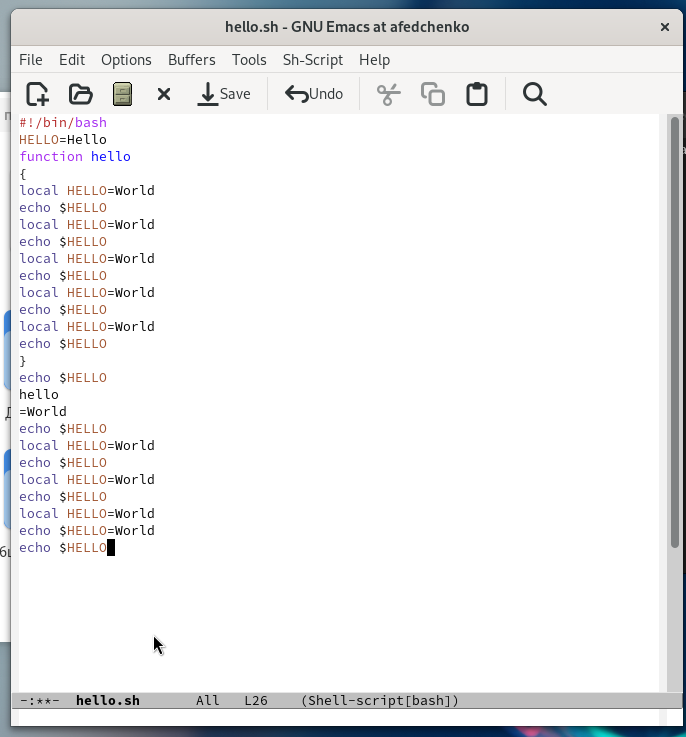 hello.sh - GNU Emacs at afedchenko ×
File Edit Options Buffers Tools Sh-Script Help
Save Undo
#!/bin/bash
HELLO=Hello
function hello
{
local HELLO=World
echo $HELLO
local HELLO=World
echo $HELLO
local HELLO=World
echo $HELLO
local HELLO=World
echo $HELLO
local HELLO=World
echo $HELLO
}
echo $HELLO
hello
=World
echo $HELLO
local HELLO=World
echo $HELLO
local HELLO=World
echo $HELLO
local HELLO=World
echo $HELLO=World
echo $HELLO
-:**- hello.sh All L26 (Shell-script[bash])